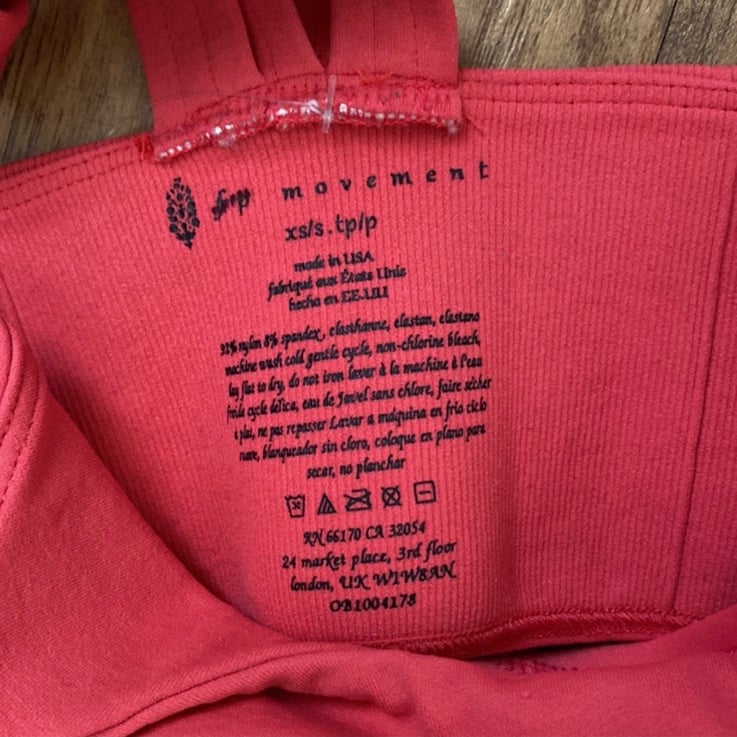 fp movement
xs/s . tp/p
made in USA
fabriqué aux États Unis
hecho en EE.UU
92% nylon 8% spandex, elasthanne, elastan, elastano
machine wash cold gentle cycle, non-chlorine bleach,
lay flat to dry, do not iron laver à la machine à l'eau
froide cycle délica, eau de Javel sans chlore, faire sécher
à plat, ne pas repasser Lavar a máquina en frío ciclo
suave, blanqueador sin cloro, coloque en plano para
secar, no planchar
30
RN 66170 CA 32054
24 market place, 3rd floor
london, UK W1W8AN
OB1004178